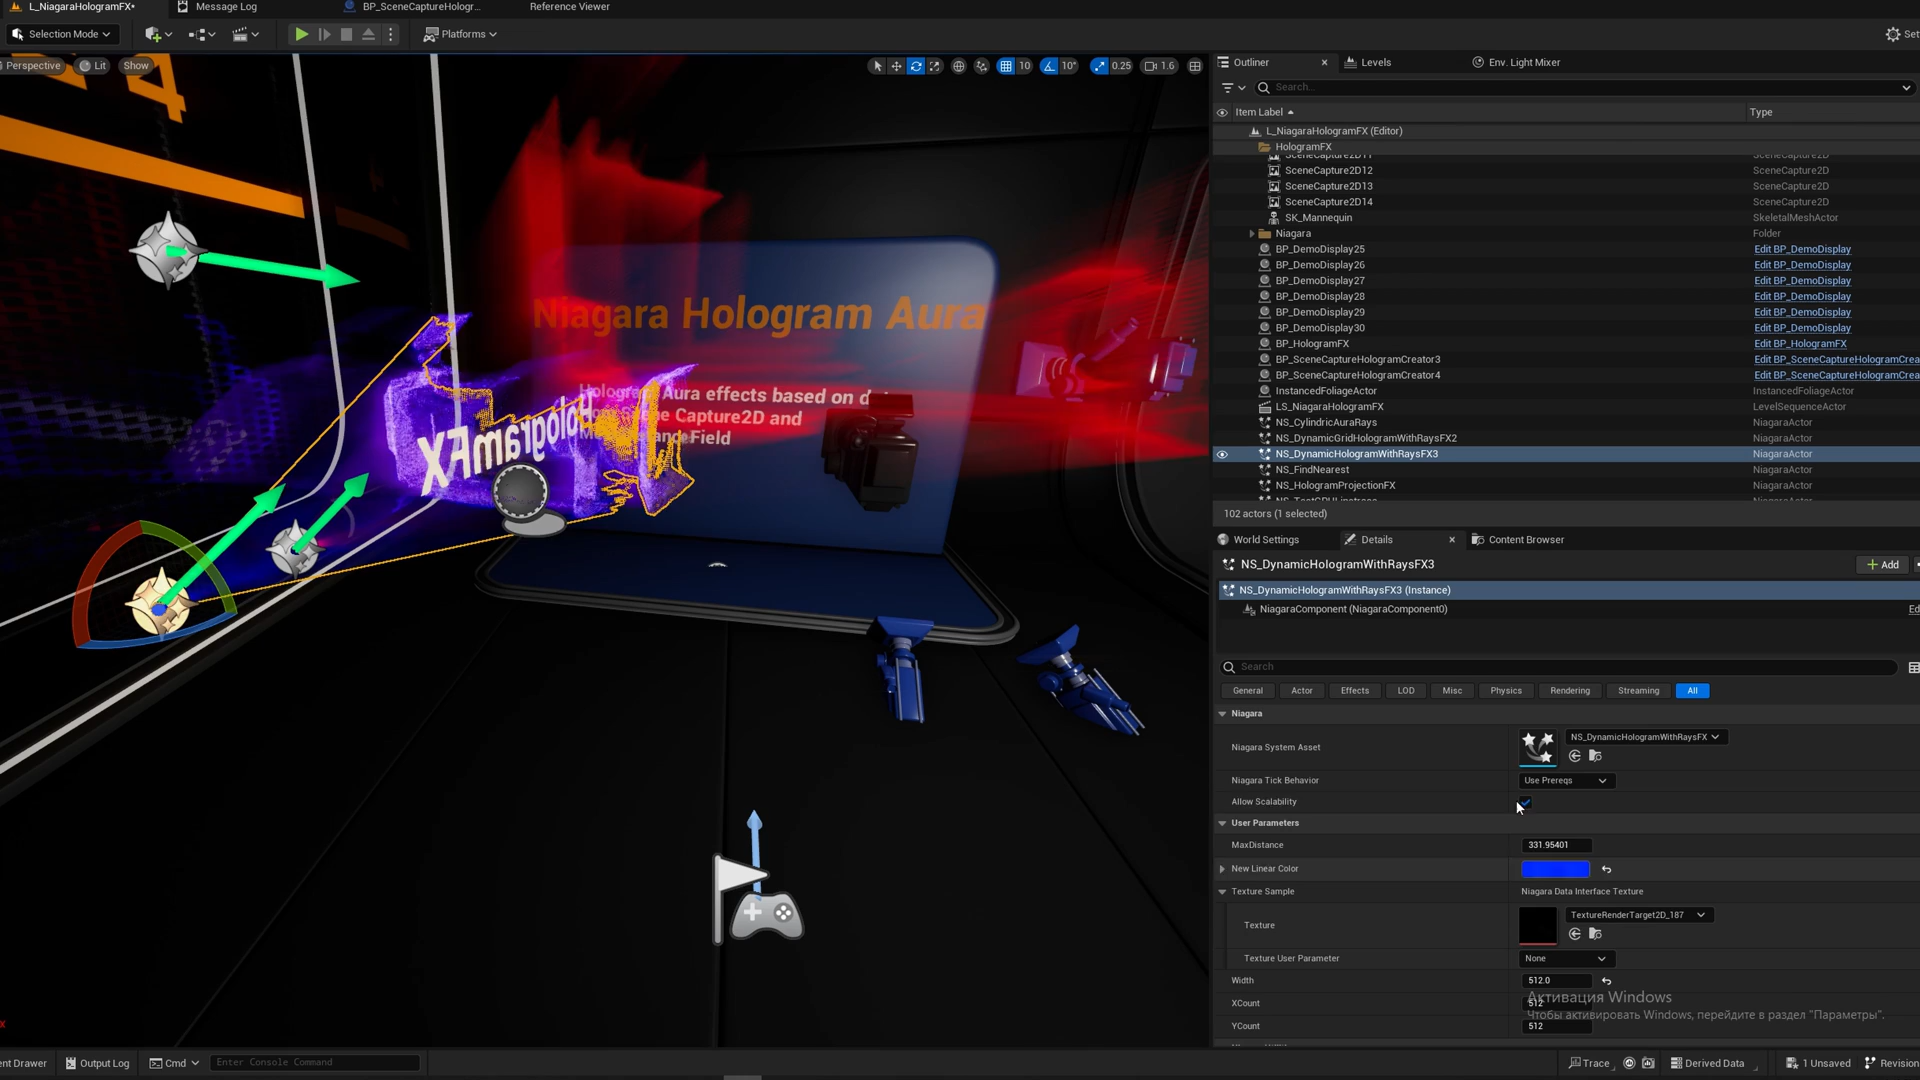 L_NiagaraHologramFX•
Message Log
BP_SceneCaptureHologr...
Reference Viewer
Selection Mode
Platforms
Perspective
Lit
Show
10
10°
0.25
1.6
4
Niagara Hologram Aura
Aura effects based on
Capture2D and
Field
HologramFX
Outliner
Levels
Env. Light Mixer
Search...
Item Label
Type
L_NiagaraHologramFX (Editor)
HologramFX
SceneCapture2D11 SceneCapture2D
SceneCapture2D12 SceneCapture2D
SceneCapture2D13 SceneCapture2D
SceneCapture2D14 SceneCapture2D
SK_Mannequin SkeletalMeshActor
Niagara Folder
BP_DemoDisplay25 Edit BP_DemoDisplay
BP_DemoDisplay26 Edit BP_DemoDisplay
BP_DemoDisplay27 Edit BP_DemoDisplay
BP_DemoDisplay28 Edit BP_DemoDisplay
BP_DemoDisplay29 Edit BP_DemoDisplay
BP_DemoDisplay30 Edit BP_DemoDisplay
BP_HologramFX Edit BP_HologramFX
BP_SceneCaptureHologramCreator3 Edit BP_SceneCaptureHologramCrea
BP_SceneCaptureHologramCreator4 Edit BP_SceneCaptureHologramCrea
InstancedFoliageActor InstancedFoliageActor
LS_NiagaraHologramFX LevelSequenceActor
NS_CylindricAuraRays NiagaraActor
NS_DynamicGridHologramWithRaysFX2 NiagaraActor
NS_DynamicHologramWithRaysFX3 NiagaraActor
NS_FindNearest NiagaraActor
NS_HologramProjectionFX NiagaraActor
102 actors (1 selected)
World Settings
Details
Content Browser
NS_DynamicHologramWithRaysFX3
Add
NS_DynamicHologramWithRaysFX3 (Instance)
NiagaraComponent (NiagaraComponent0)
Ed
Search
General
Actor
Effects
LOD
Misc
Physics
Rendering
Streaming
All
Niagara
Niagara System Asset
NS_DynamicHologramWithRaysFX
Niagara Tick Behavior
Use Prereqs
Allow Scalability
User Parameters
MaxDistance
331.95401
New Linear Color
Texture Sample
Niagara Data Interface Texture
Texture
TextureRenderTarget2D_187
Texture User Parameter
None
Width
512.0
Активация Windows
XCount
512
Чтобы активировать Windows, перейдите в раздел "Параметры".
YCount
512
ent Drawer
Output Log
Cmd
Enter Console Command
Trace
Derived Data
1 Unsaved
Revision